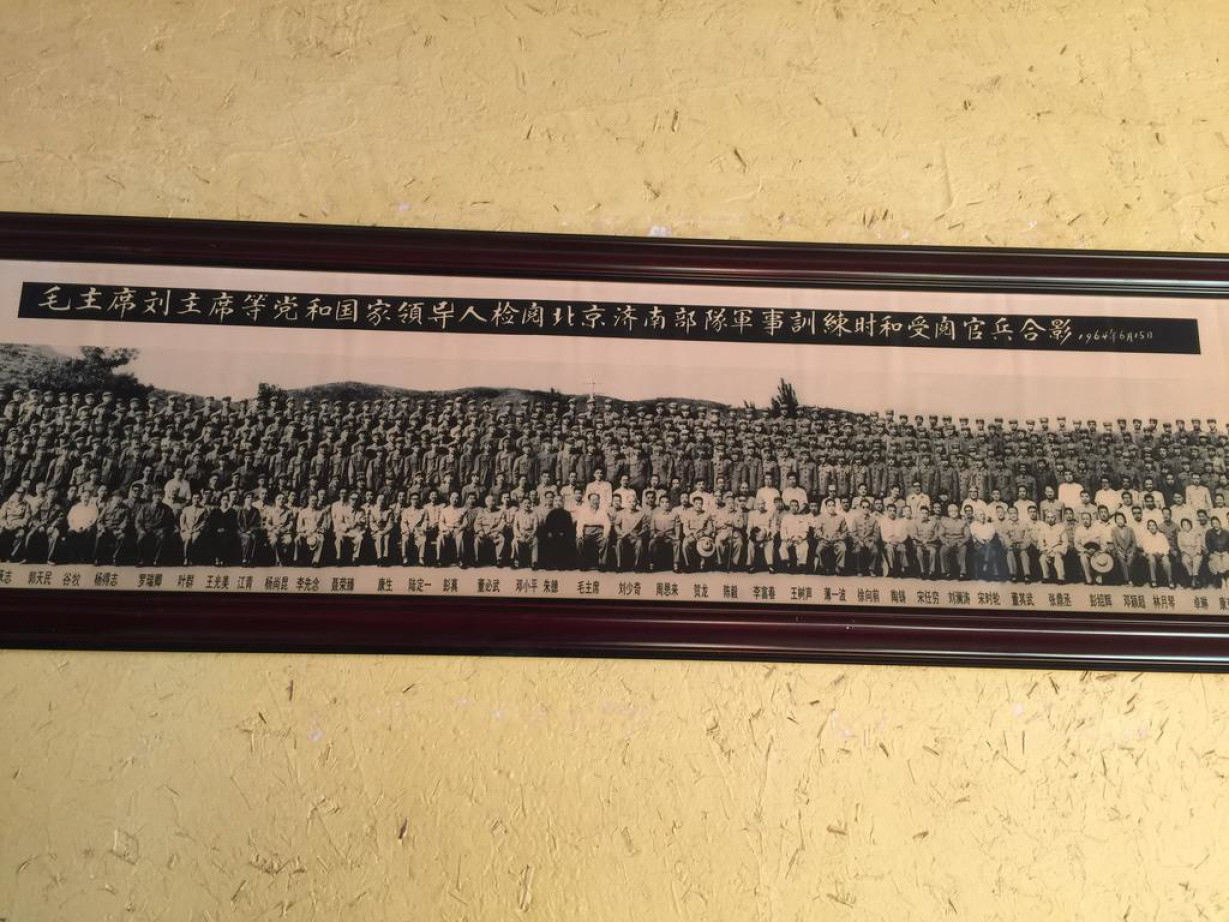 毛主席刘主席等党和国家領导人检阅北京济南部隊軍事訓練时和受阅官兵合影 1964年6月15日
郭天民 谷牧 杨得志 罗瑞卿 叶群 王光美 江青 杨尚昆 李先念 聂荣臻 康生 陆定一 彭真 董必武 邓小平 朱德 毛主席 刘少奇 周恩来 贺龙 陈毅 李富春 王树声 薄一波 徐向前 陶铸 宋任穷 刘澜涛 宋时轮 董其武 张鼎丞 彭绍辉 邓颖超 林月琴 卓琳